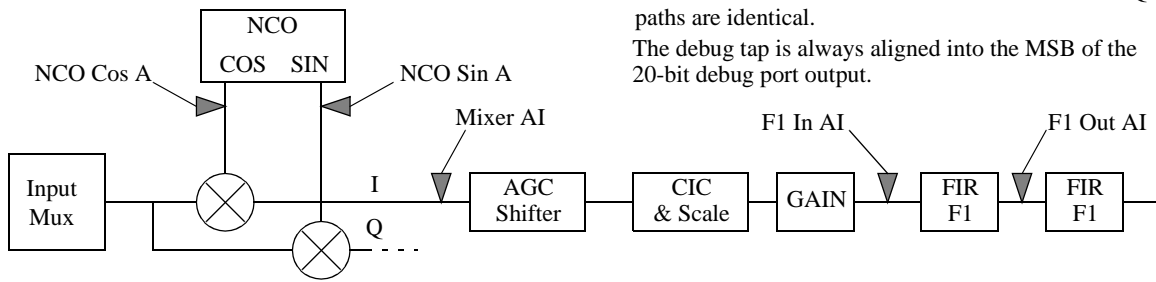 paths are identical.
The debug tap is always aligned into the MSB of the
20-bit debug port output.
NCO
COS SIN
NCO Cos A
NCO Sin A
Mixer AI
F1 In AI
F1 Out AI
Input
Mux
I
Q
AGC
Shifter
CIC
& Scale
GAIN
FIR
F1
FIR
F1